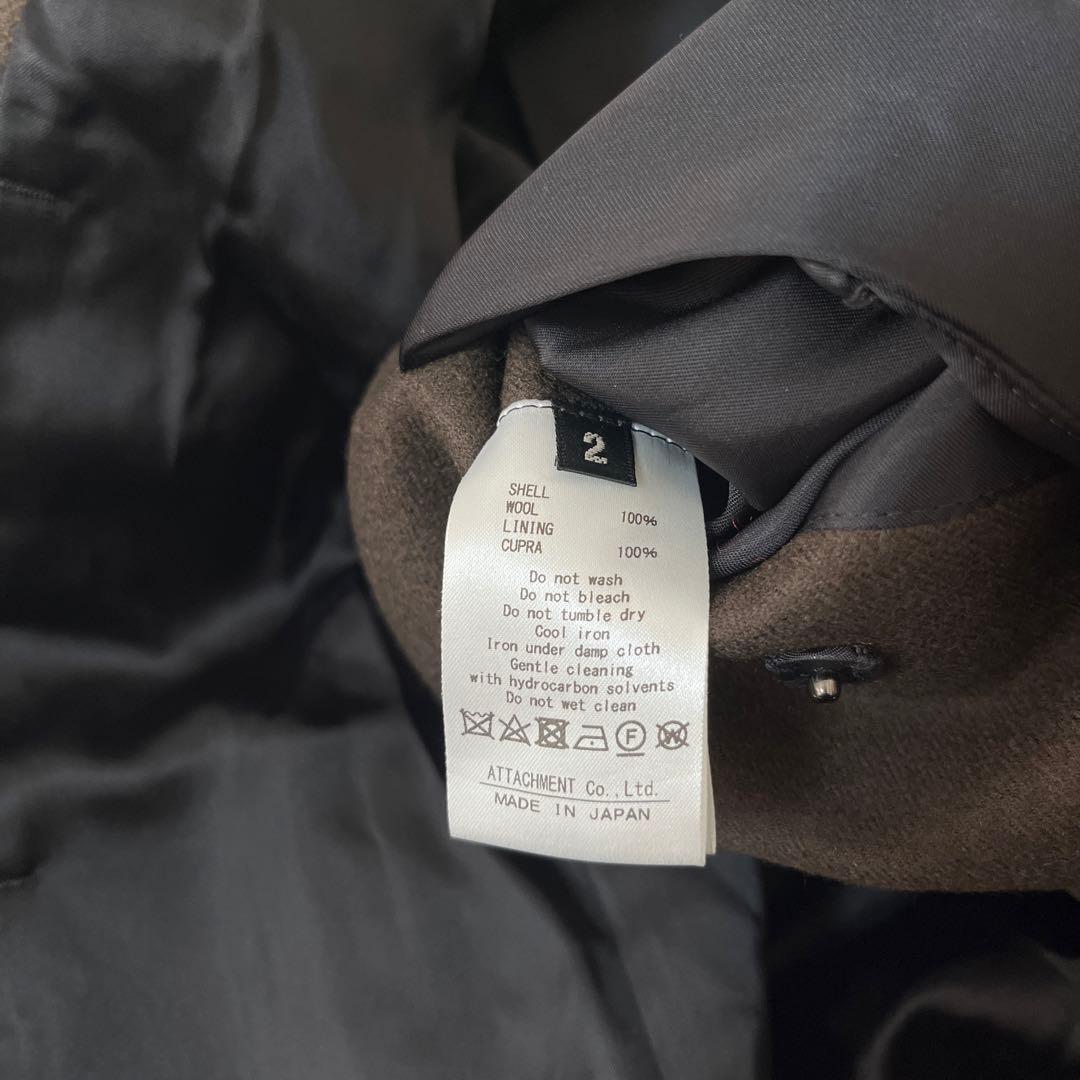 2
SHELL
WOOL 100%
LINING
CUPRA 100%
Do not wash
Do not bleach
Do not tumble dry
Cool iron
Iron under damp cloth
Gentle cleaning
with hydrocarbon solvents
Do not wet clean
F W
ATTACHMENT Co.,Ltd.
MADE IN JAPAN